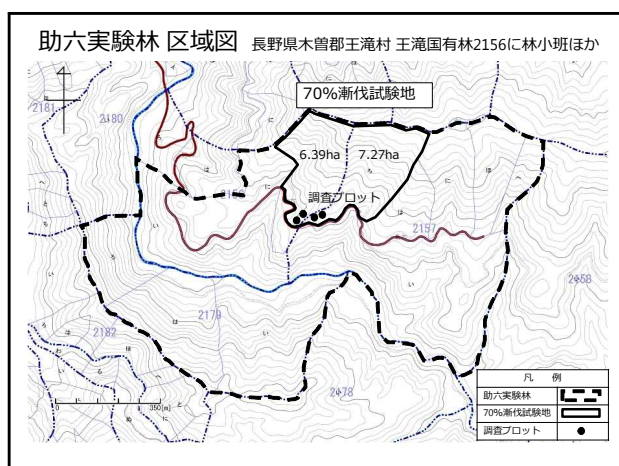 助六実験林 区域図 長野県木曽郡王滝村 王滝国有林2156に林小班ほか
70%漸伐試験地
2181
2180
6.39ha 7.27ha
調査プロット
2157
2179
2182
2178
350[m]
凡 例
助六実験林
70%漸伐試験地
調査プロット